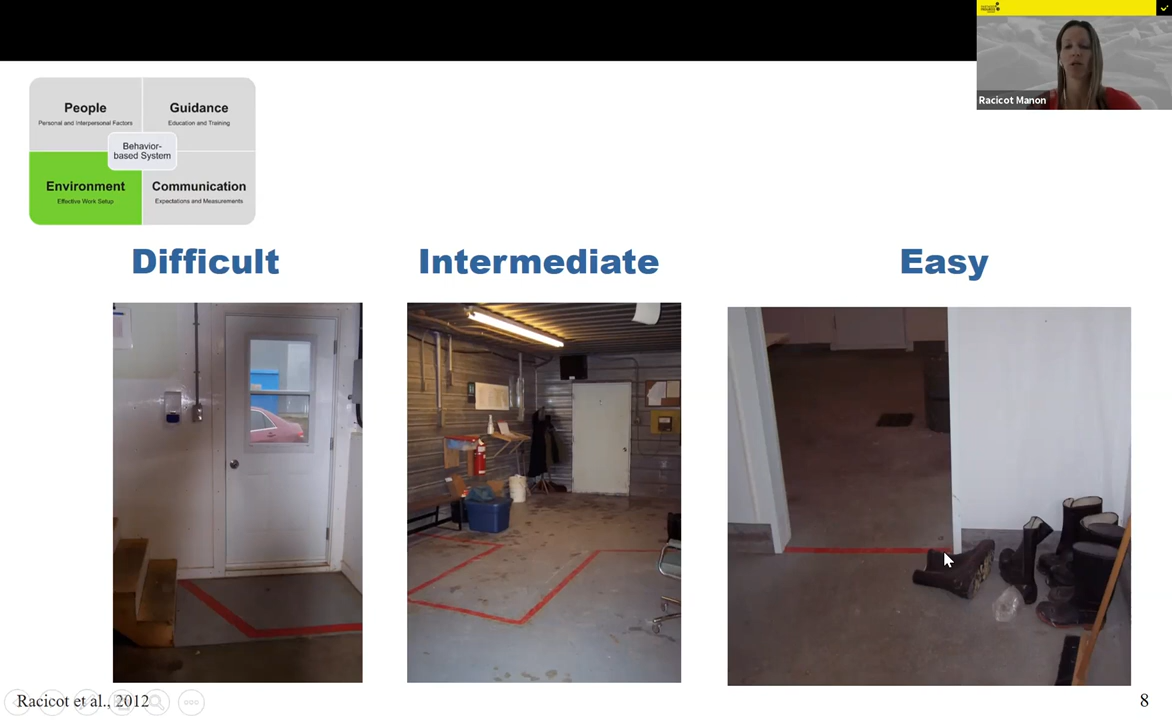 Racicot Manon
People
Personal and Interpersonal Factors
Guidance
Education and Training
Behavior-
based System
Environment
Effective Work Setup
Communication
Expectations and Measurements
Difficult
Intermediate
Easy
Racicot et al., 2012
8